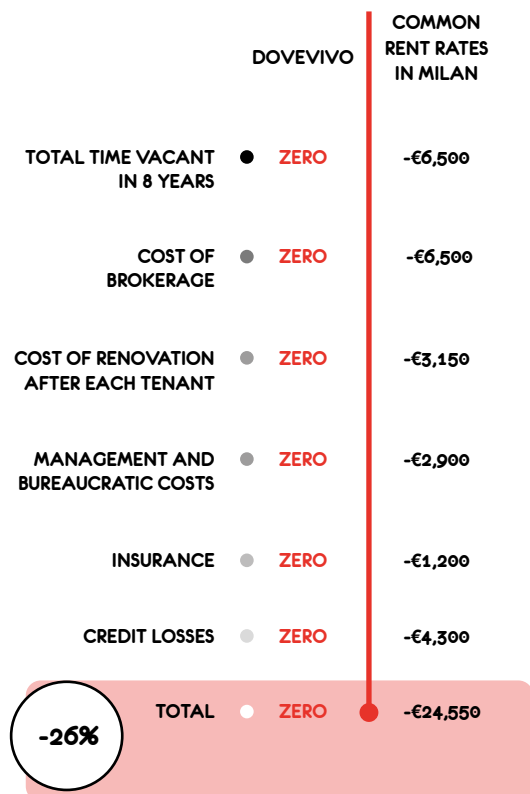 DOVEVIVO
COMMON
RENT RATES
IN MILAN
TOTAL TIME VACANT
IN 8 YEARS
ZERO
-€6,500
COST OF
BROKERAGE
ZERO
-€6,500
COST OF RENOVATION
AFTER EACH TENANT
ZERO
-€3,150
MANAGEMENT AND
BUREAUCRATIC COSTS
ZERO
-€2,900
INSURANCE
ZERO
-€1,200
CREDIT LOSSES
ZERO
-€4,300
-26%
TOTAL
ZERO
-€24,550